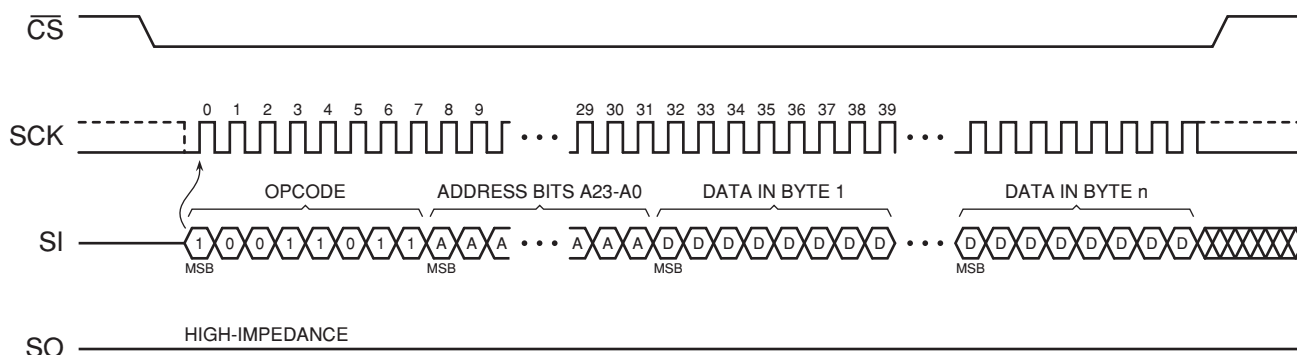 CS
0 1 2 3 4 5 6 7 8 9 29 30 31 32 33 34 35 36 37 38 39
SCK
OPCODE ADDRESS BITS A23-A0 DATA IN BYTE 1 DATA IN BYTE n
SI 1 0 0 1 1 0 1 1 A A A A A A D D D D D D D D D D D D D D D D
MSB MSB MSB MSB
HIGH-IMPEDANCE
SO